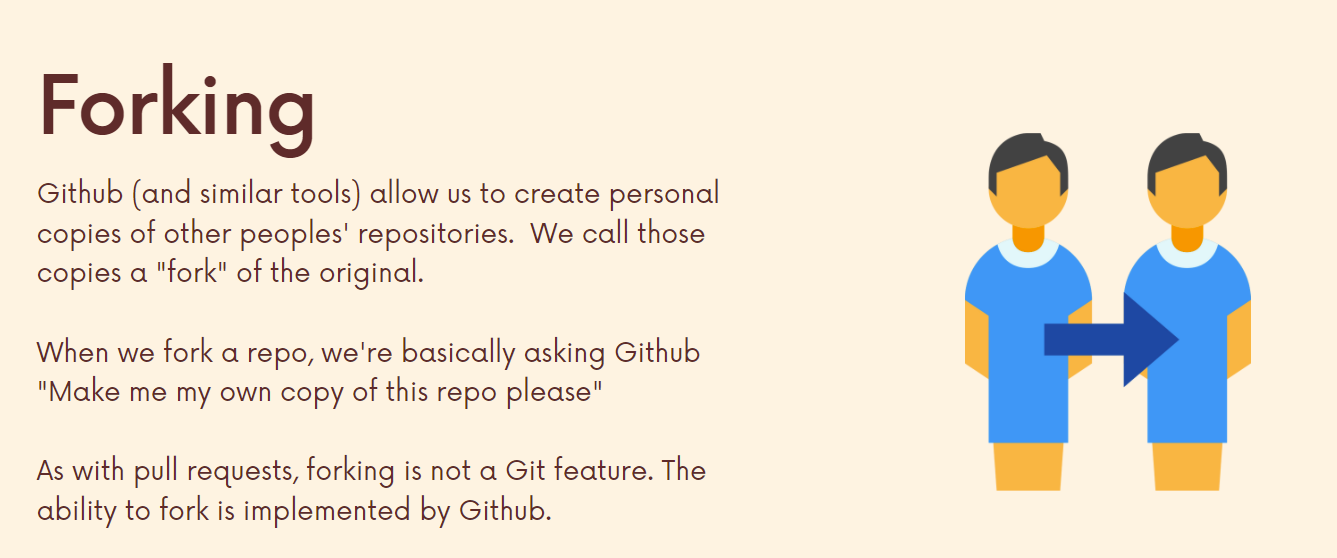 Forking
Github (and similar tools) allow us to create personal
copies of other peoples' repositories.  We call those
copies a "fork" of the original.
When we fork a repo, we're basically asking Github
"Make me my own copy of this repo please"
As with pull requests, forking is not a Git feature. The
ability to fork is implemented by Github.